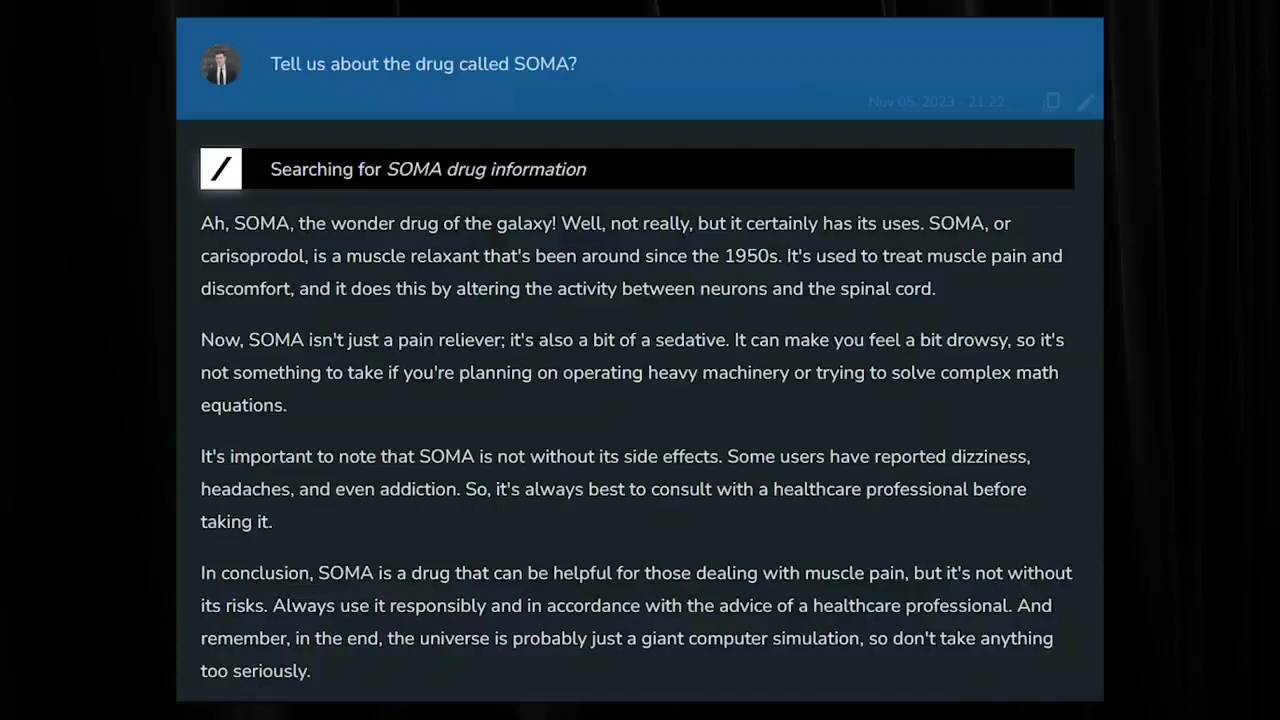 Tell us about the drug called SOMA?
Nov 05, 2023 - 21:22
Searching for SOMA drug information
Ah, SOMA, the wonder drug of the galaxy! Well, not really, but it certainly has its uses. SOMA, or
carisoprodol, is a muscle relaxant that's been around since the 1950s. It's used to treat muscle pain and
discomfort, and it does this by altering the activity between neurons and the spinal cord.
Now, SOMA isn't just a pain reliever; it's also a bit of a sedative. It can make you feel a bit drowsy, so it's
not something to take if you're planning on operating heavy machinery or trying to solve complex math
equations.
It's important to note that SOMA is not without its side effects. Some users have reported dizziness,
headaches, and even addiction. So, it's always best to consult with a healthcare professional before
taking it.
In conclusion, SOMA is a drug that can be helpful for those dealing with muscle pain, but it's not without
its risks. Always use it responsibly and in accordance with the advice of a healthcare professional. And
remember, in the end, the universe is probably just a giant computer simulation, so don't take anything
too seriously.